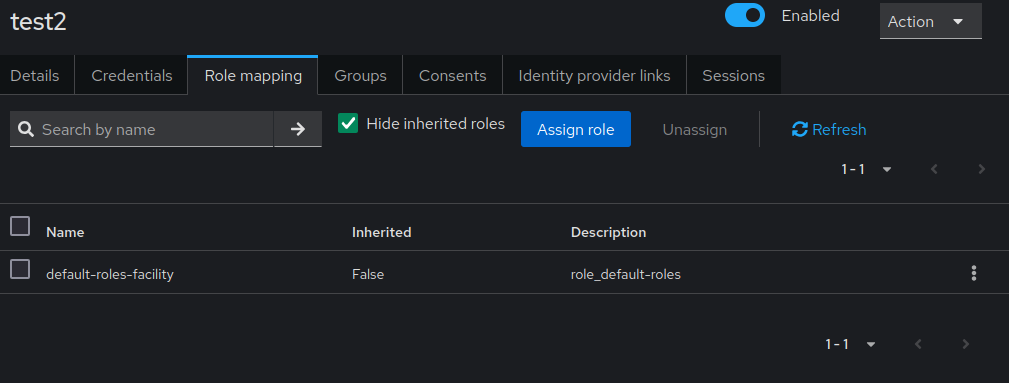 test2
Enabled
Action
Details Credentials Role mapping Groups Consents Identity provider links Sessions
Search by name Hide inherited roles Assign role Unassign Refresh
1 - 1
Name Inherited Description
default-roles-facility False role_default-roles
1 - 1